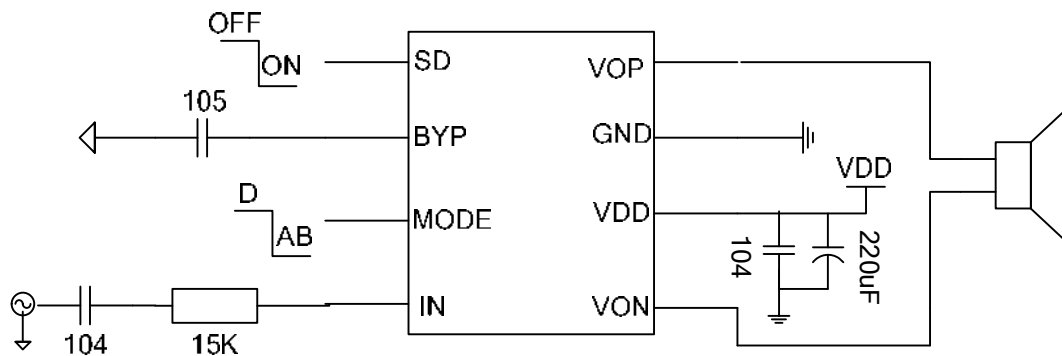 OFF
ON
SD
105
BYP
D
AB
MODE
104
15K
IN
VOP
GND
VDD
VDD
104
220uF
VON